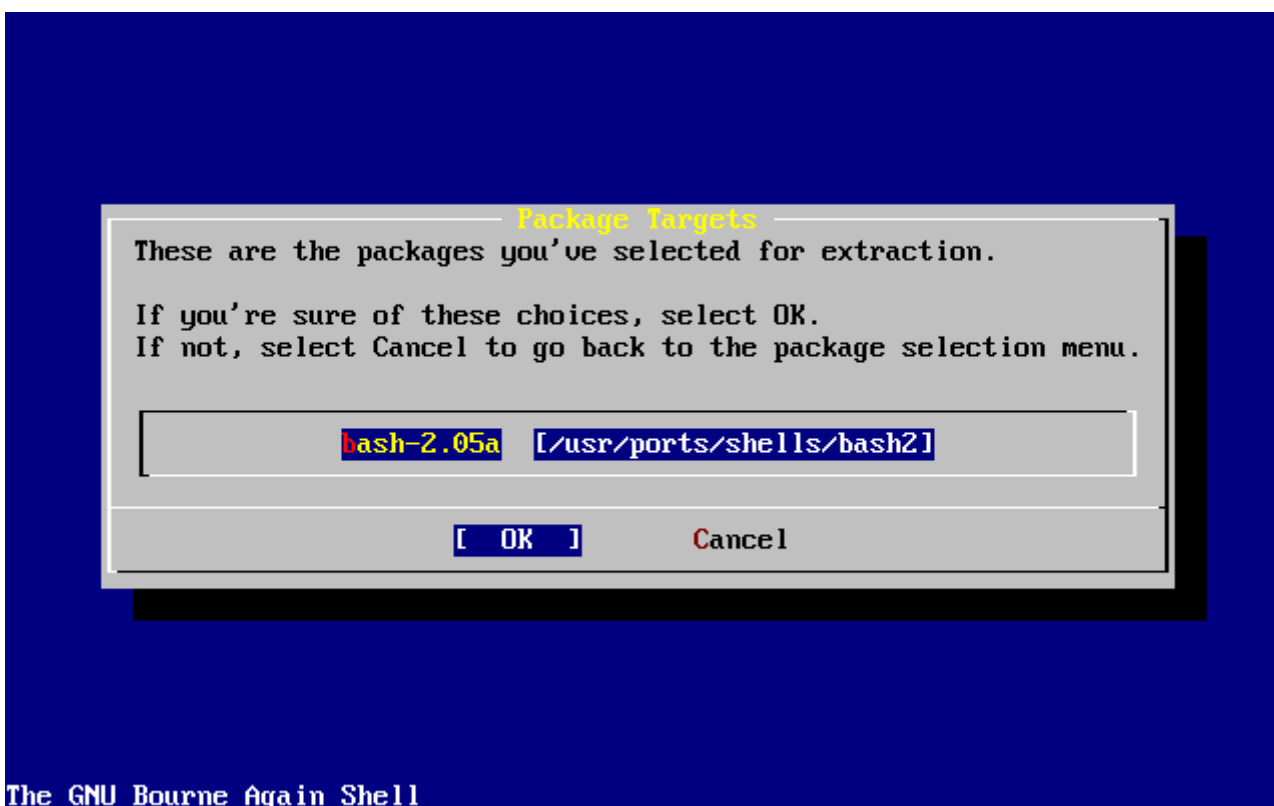 Package Targets
These are the packages you've selected for extraction.
If you're sure of these choices, select OK.
If not, select Cancel to go back to the package selection menu.
bash-2.05a [/usr/ports/shells/bash2]
[ OK ] Cancel
The GNU Bourne Again Shell